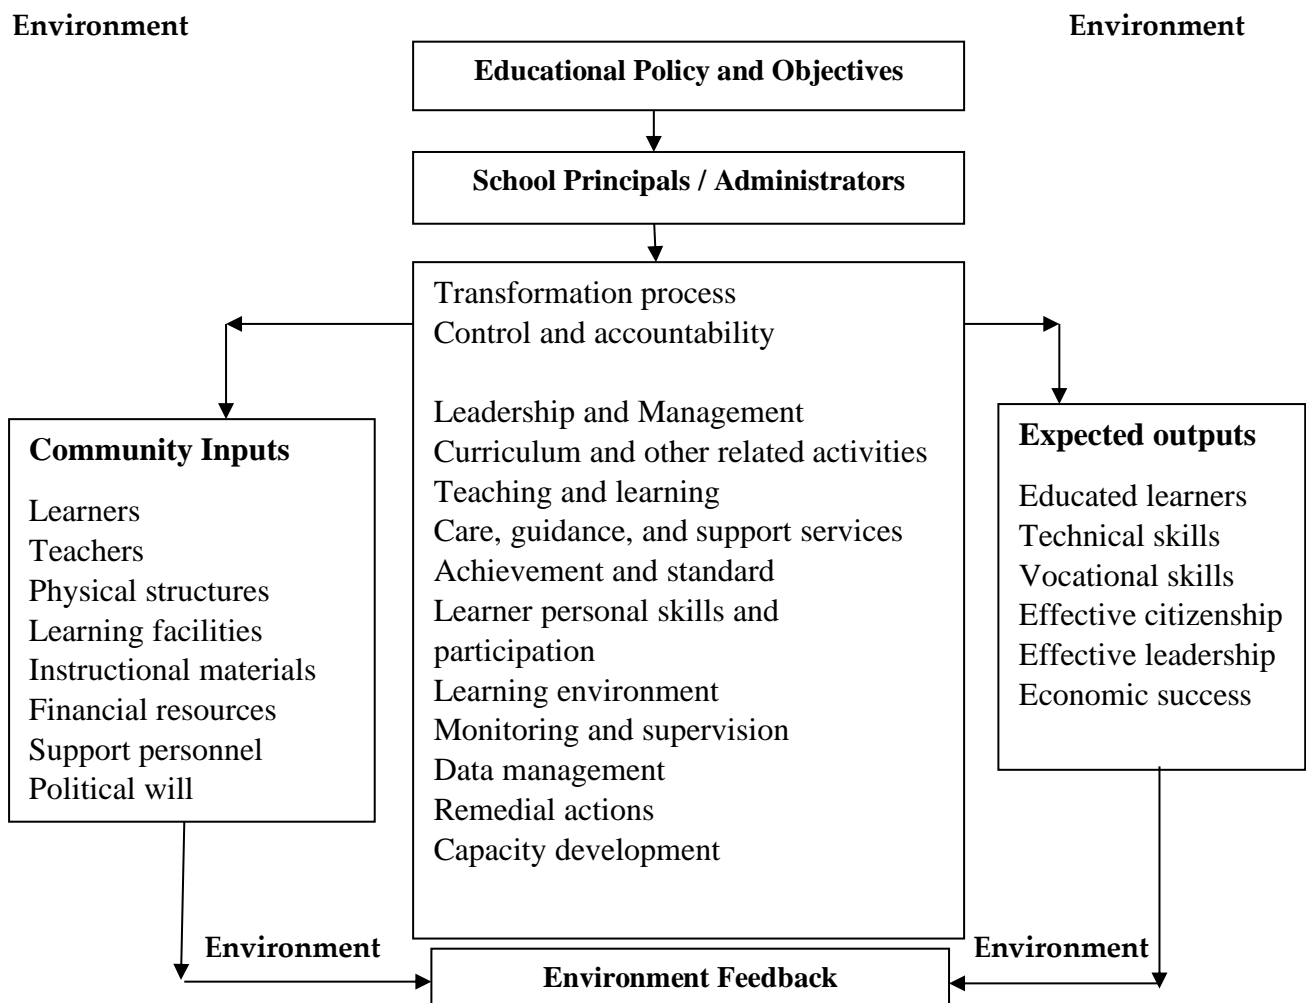 Environment
Environment
Educational Policy and Objectives
School Principals / Administrators
Transformation process
Control and accountability
Leadership and Management
Curriculum and other related activities
Teaching and learning
Care, guidance, and support services
Achievement and standard
Learner personal skills and
participation
Learning environment
Monitoring and supervision
Data management
Remedial actions
Capacity development
Community Inputs
Learners
Teachers
Physical structures
Learning facilities
Instructional materials
Financial resources
Support personnel
Political will
Expected outputs
Educated learners
Technical skills
Vocational skills
Effective citizenship
Effective leadership
Economic success
Environment
Environment
Environment Feedback